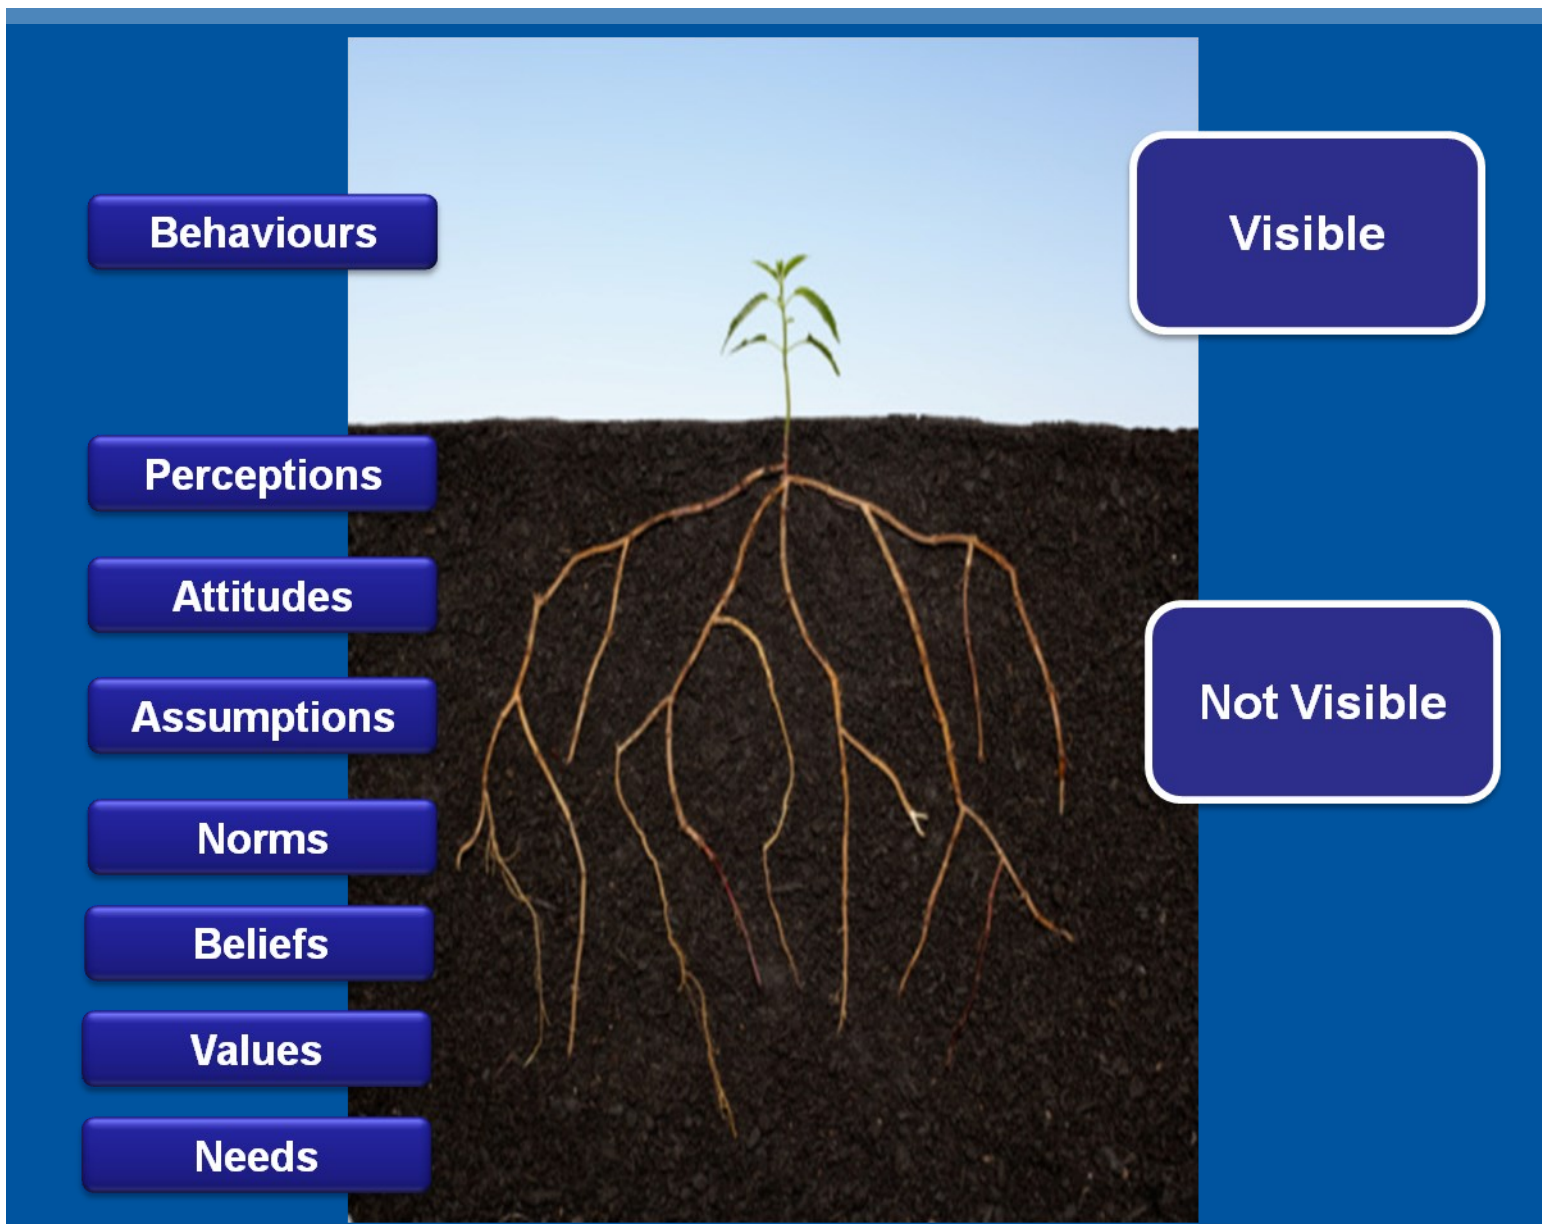 Behaviours
Visible
Perceptions
Attitudes
Assumptions
Not Visible
Norms
Beliefs
Values
Needs